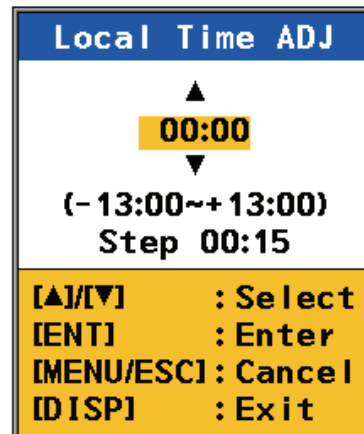 Local Time ADJ
▲
00:00
▼
(-13:00~+13:00)
Step 00:15
[▲]/[▼] :Select
[ENT] :Enter
[MENU/ESC]:Cancel
[DISP] :Exit